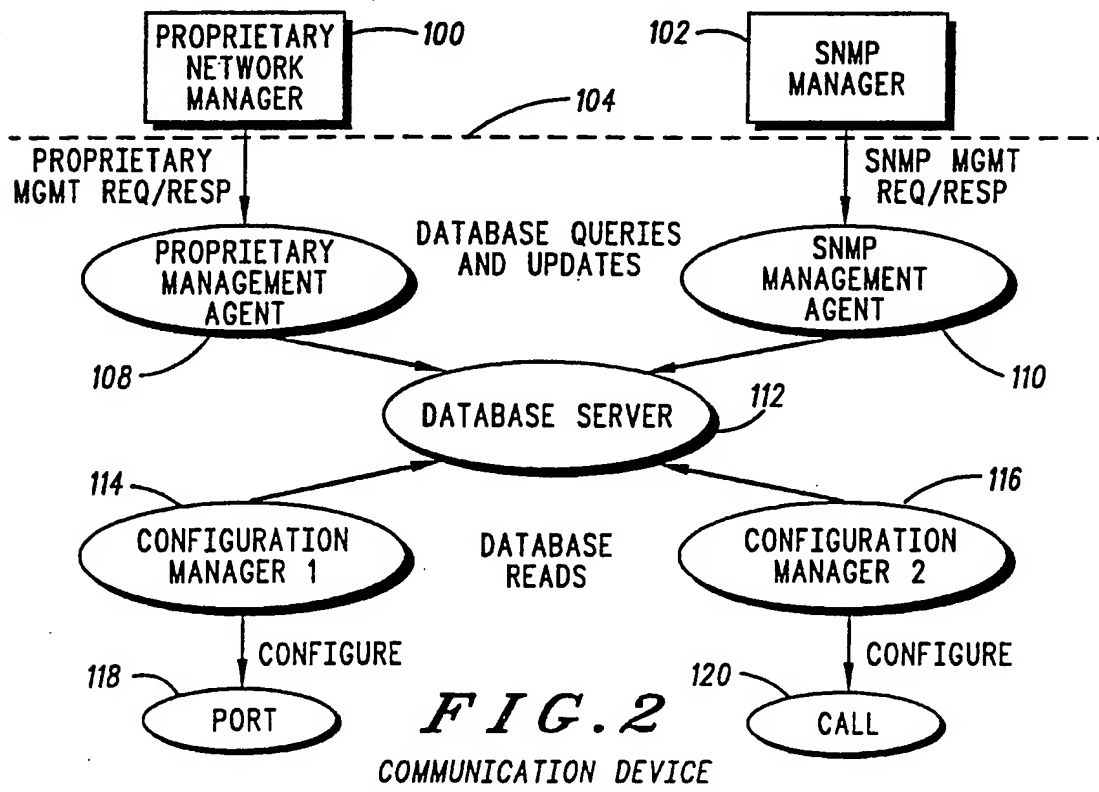 PROPRIETARY
NETWORK
MANAGER
100
102
SNMP
MANAGER
104
PROPRIETARY
MGMT REQ/RESP
SNMP MGMT
REQ/RESP
DATABASE QUERIES
AND UPDATES
PROPRIETARY
MANAGEMENT
AGENT
SNMP
MANAGEMENT
AGENT
108
110
DATABASE SERVER
112
114
116
CONFIGURATION
MANAGER 1
DATABASE
READS
CONFIGURATION
MANAGER 2
CONFIGURE
CONFIGURE
118
PORT
120
CALL
FIG.2
COMMUNICATION DEVICE